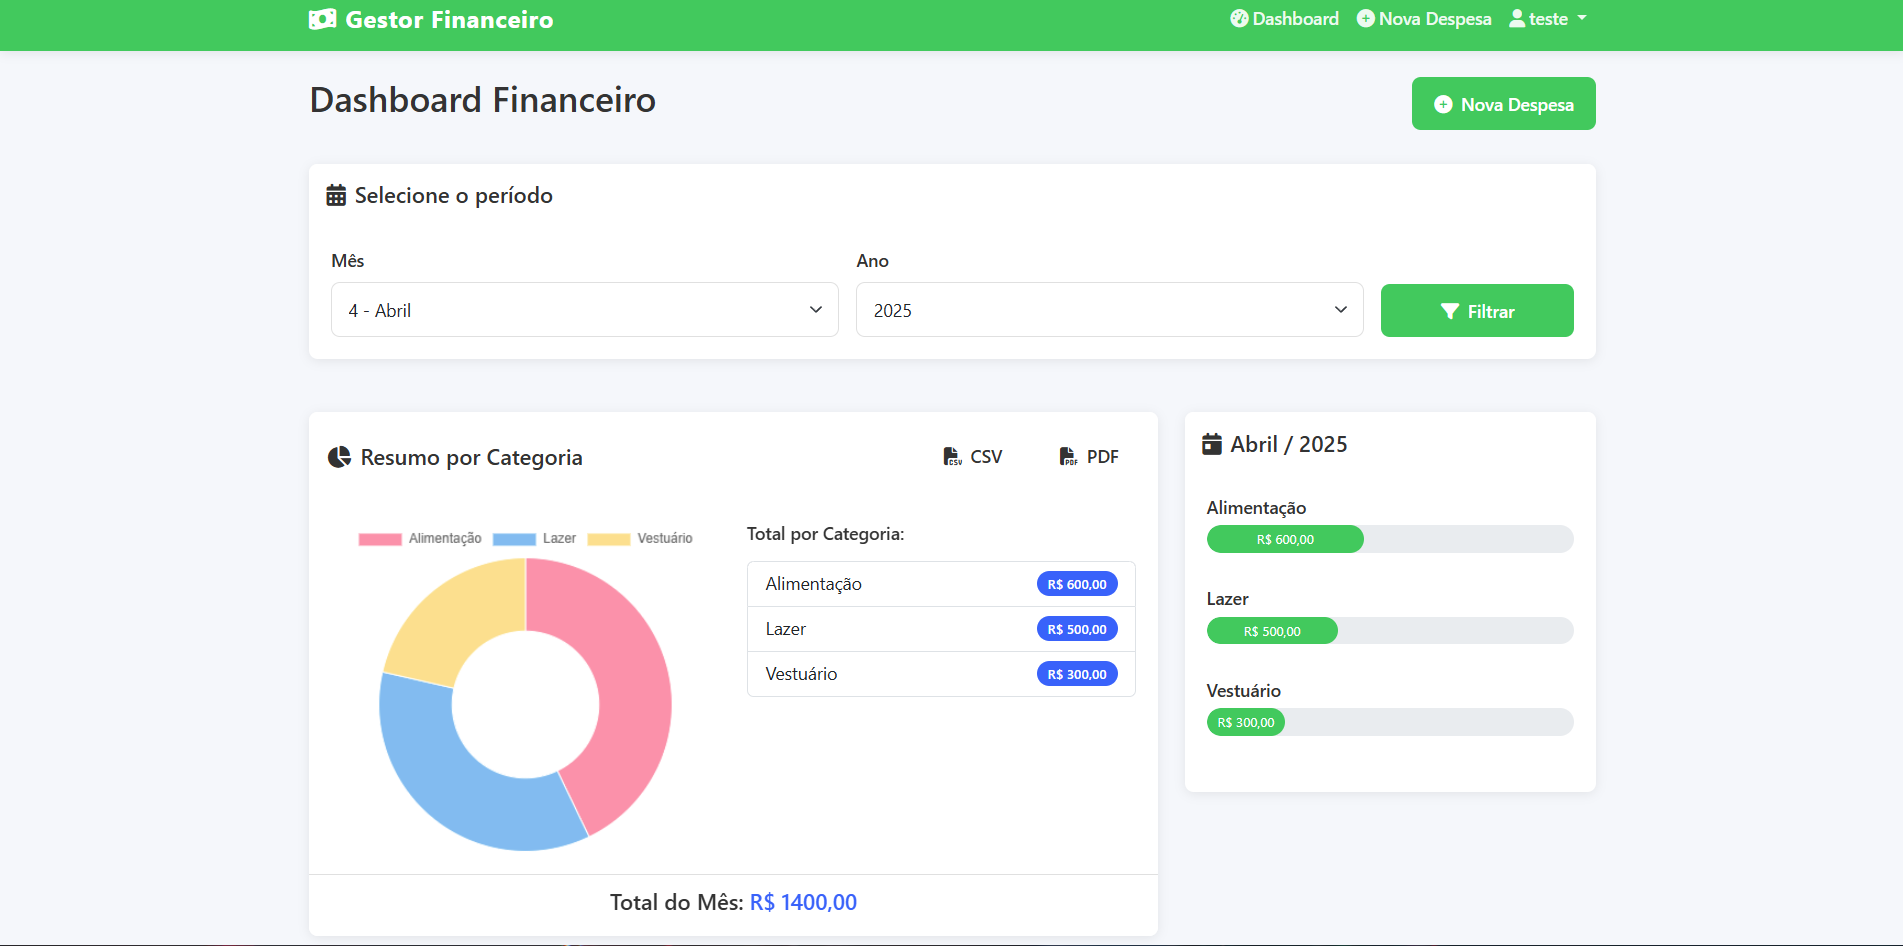 Gestor Financeiro
Dashboard Nova Despesa teste
Dashboard Financeiro
Nova Despesa
Selecione o período
Mês
Ano
4 - Abril
2025
Filtrar
Resumo por Categoria
CSV CSV
PDF PDF
Alimentação Lazer Vestuário
Total por Categoria:
Alimentação R$ 600,00
Lazer R$ 500,00
Vestuário R$ 300,00
Total do Mês: R$ 1400,00
Abril / 2025
Alimentação
R$ 600,00
Lazer
R$ 500,00
Vestuário
R$ 300,00